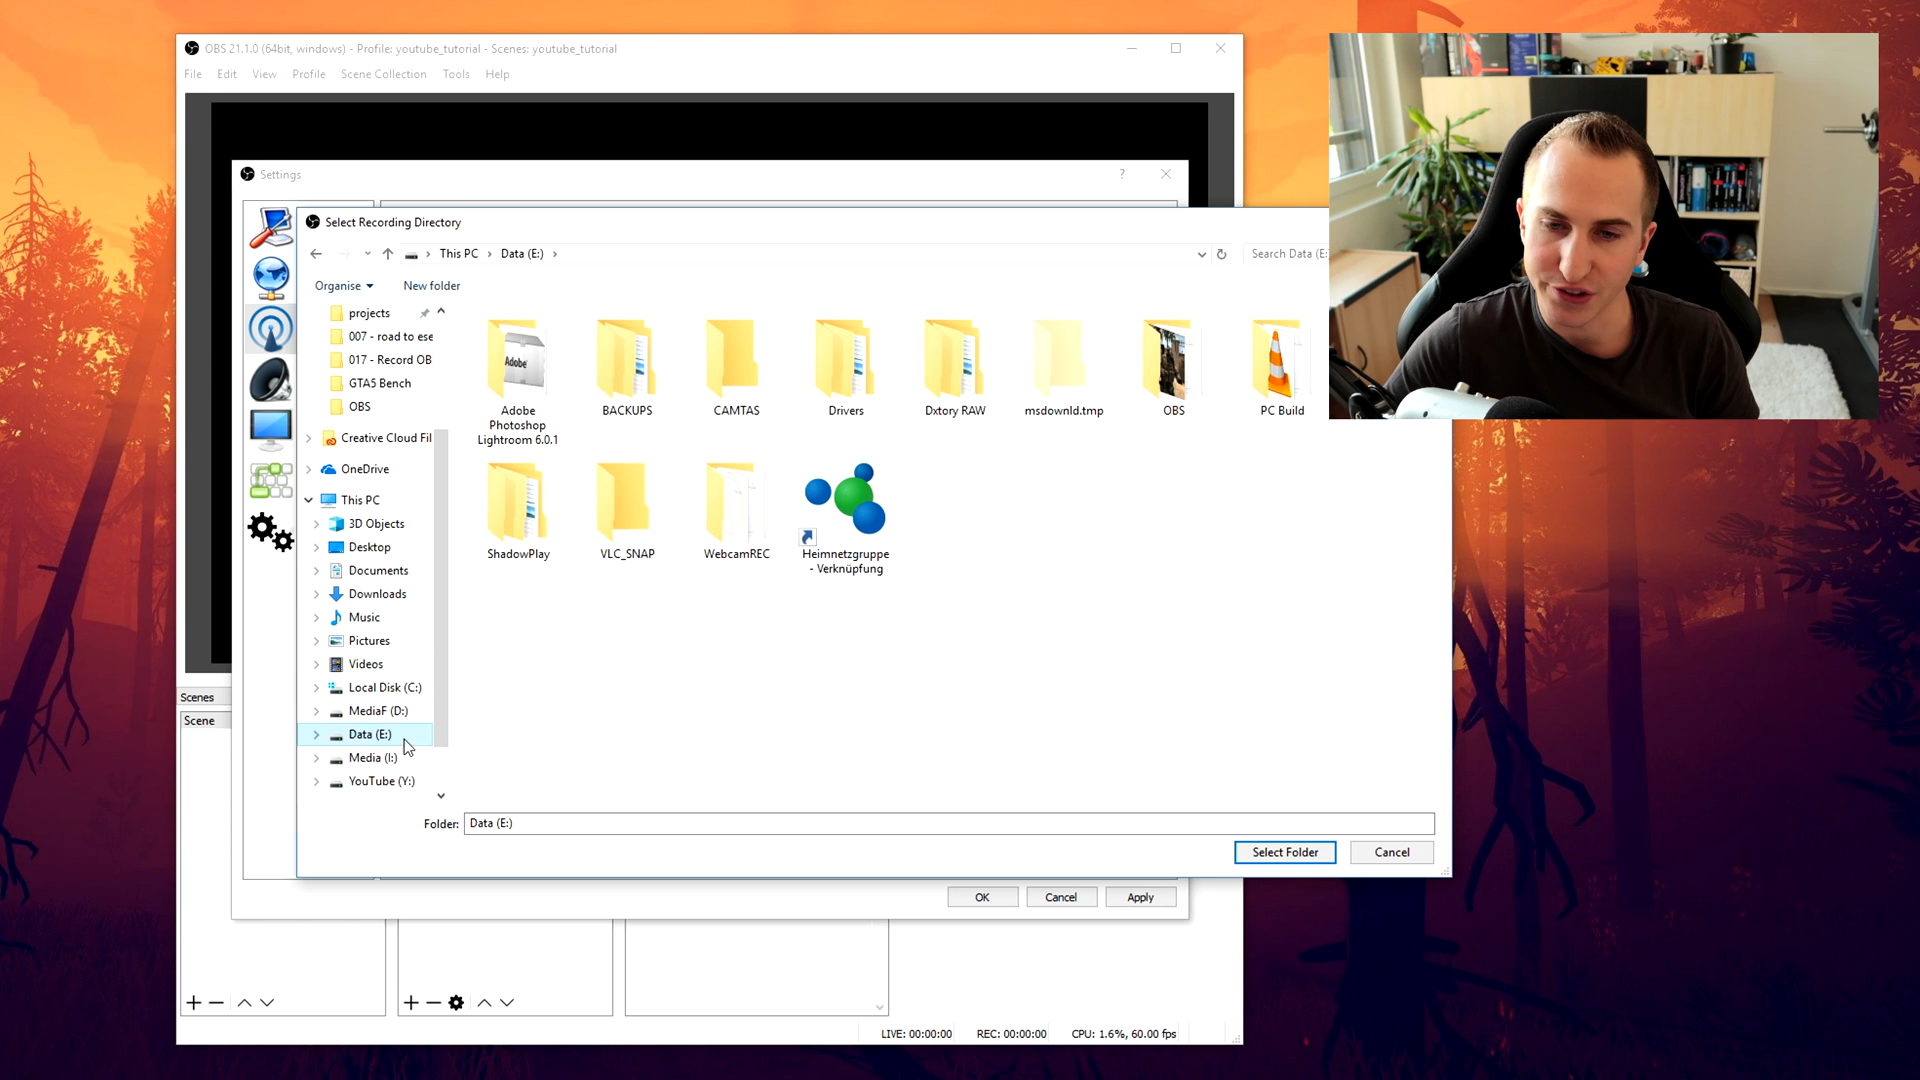 OBS 21.1.0 (64bit, windows) - Profile: youtube_tutorial - Scenes: youtube_tutorial
File Edit View Profile Scene Collection Tools Help
Settings
?
Select Recording Directory
This PC Data (E:)
Search Data (E:
Organise New folder
projects
007 - road to ese
017 - Record OB
GTA5 Bench
OBS
Creative Cloud Fil
OneDrive
This PC
3D Objects
Desktop
Documents
Downloads
Music
Pictures
Videos
Local Disk (C:)
MediaF (D:)
Data (E:)
Media (I:)
YouTube (Y:)
Adobe
Adobe
Photoshop
Lightroom 6.0.1
BACKUPS
CAMTAS
Drivers
Dxtory RAW
msdownld.tmp
OBS
PC Build
ShadowPlay
VLC_SNAP
WebcamREC
Heimnetzgruppe
- Verknüpfung
Folder: Data (E:)
Select Folder Cancel
OK Cancel Apply
Scenes
Scene
LIVE: 00:00:00 REC: 00:00:00 CPU: 1.6%, 60.00 fps